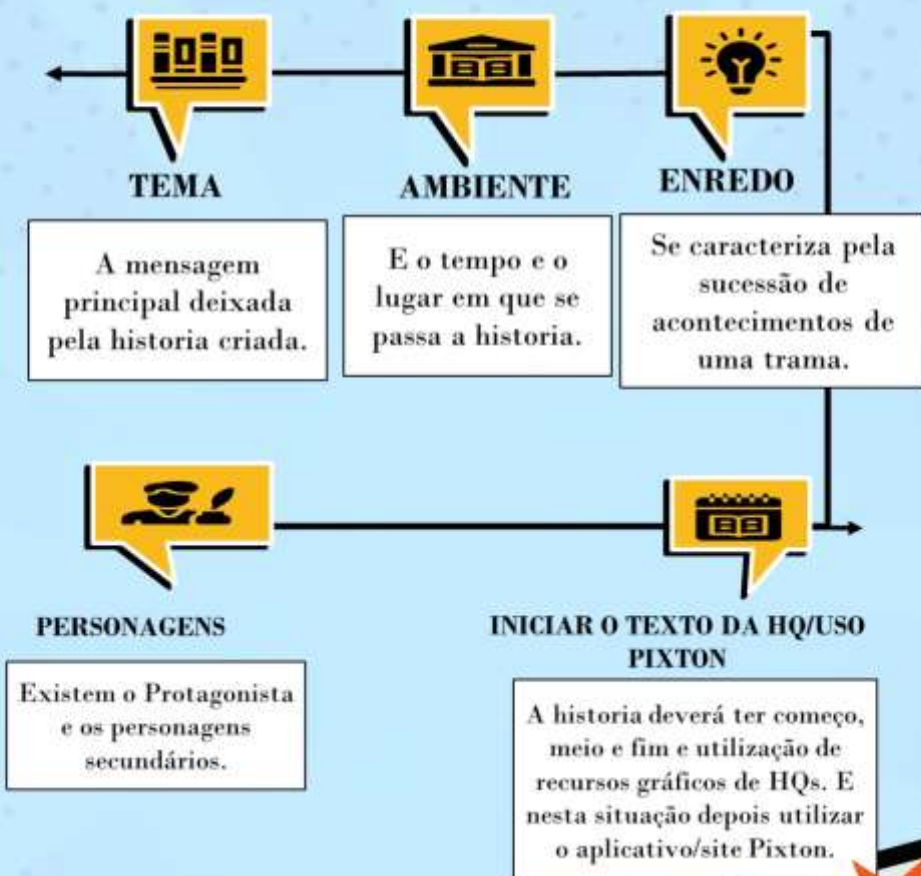 TEMA
A mensagem
principal deixada
pela historia criada.
AMBIENTE
E o tempo e o
lugar em que se
passa a historia.
ENREDO
Se caracteriza pela
sucessão de
acontecimentos de
uma trama.
PERSONAGENS
Existem o Protagonista
e os personagens
secundários.
INICIAR O TEXTO DA HQ/USO
PIXTON
A historia deverá ter começo,
meio e fim e utilização de
recursos gráficos de HQs. E
nesta situação depois utilizar
o aplicativo/site Pixton.